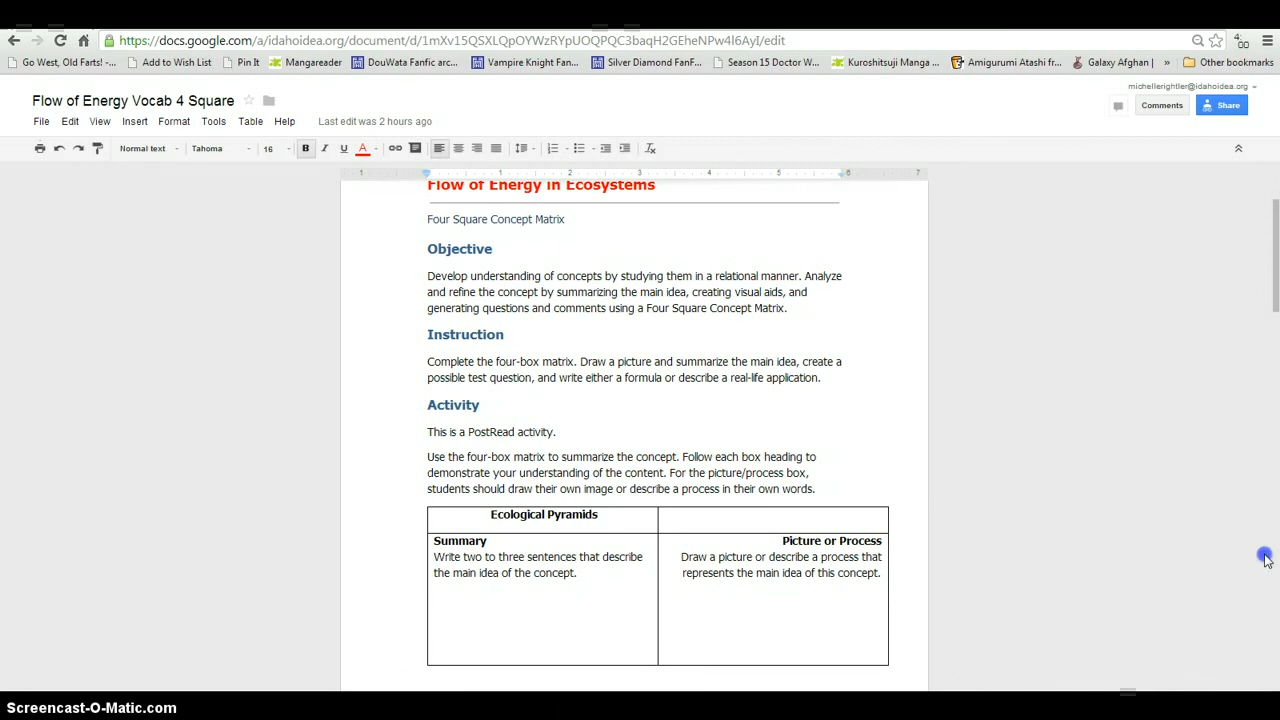 https://docs.google.com/a/idahoidea.org/document/d/1mXv15QSXLQpOYWzRYpUOQPQC3baqH2GEheNPw4l6AyI/edit
Go West, Old Farts! -... Add to Wish List Pin It Mangareader DouWata Fanfic arc... Vampire Knight Fan... Silver Diamond FanF... Season 15 Doctor W... Kuroshitsuji Manga ... Amigurumi Atashi fr... Galaxy Afghan | » Other bookmarks
michellerightler@idahoidea.org
Flow of Energy Vocab 4 Square
Comments Share
File Edit View Insert Format Tools Table Help Last edit was 2 hours ago
Normal text Tahoma 16 B I U A
1 1 2 3 4 5 6 7
Flow of Energy in Ecosystems
Four Square Concept Matrix
Objective
Develop understanding of concepts by studying them in a relational manner. Analyze
and refine the concept by summarizing the main idea, creating visual aids, and
generating questions and comments using a Four Square Concept Matrix.
Instruction
Complete the four-box matrix. Draw a picture and summarize the main idea, create a
possible test question, and write either a formula or describe a real-life application.
Activity
This is a PostRead activity.
Use the four-box matrix to summarize the concept. Follow each box heading to
demonstrate your understanding of the content. For the picture/process box,
students should draw their own image or describe a process in their own words.
Ecological Pyramids
Summary
Write two to three sentences that describe
the main idea of the concept.
Picture or Process
Draw a picture or describe a process that
represents the main idea of this concept.
Screencast-O-Matic.com